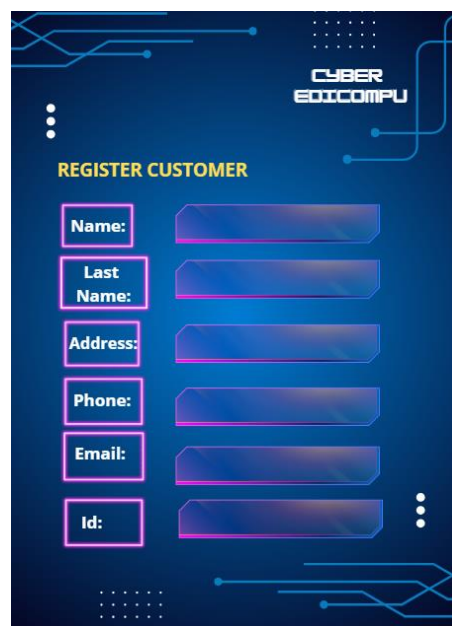 CYBER
EDICOMPU
REGISTER CUSTOMER
Name:
Last
Name:
Address:
Phone:
Email:
Id: